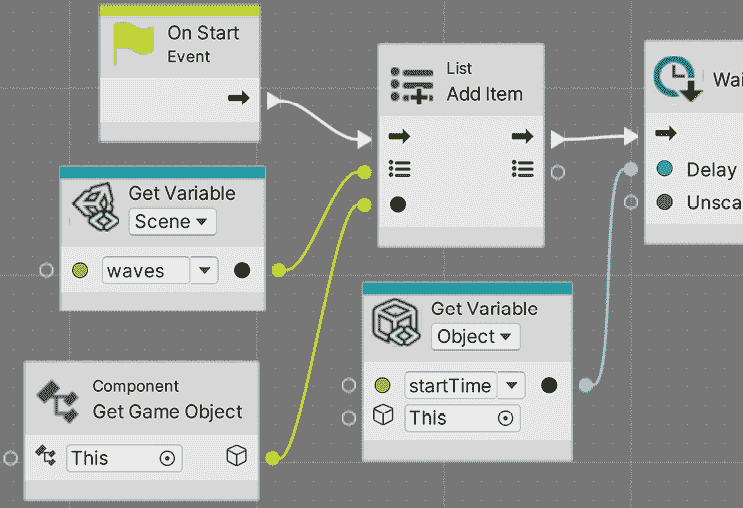 On Start
Event
List
Add Item
Wai
Delay
Unsca
Get Variable
Scene
waves
Get Variable
Object
startTime
This
Component
Get Game Object
This